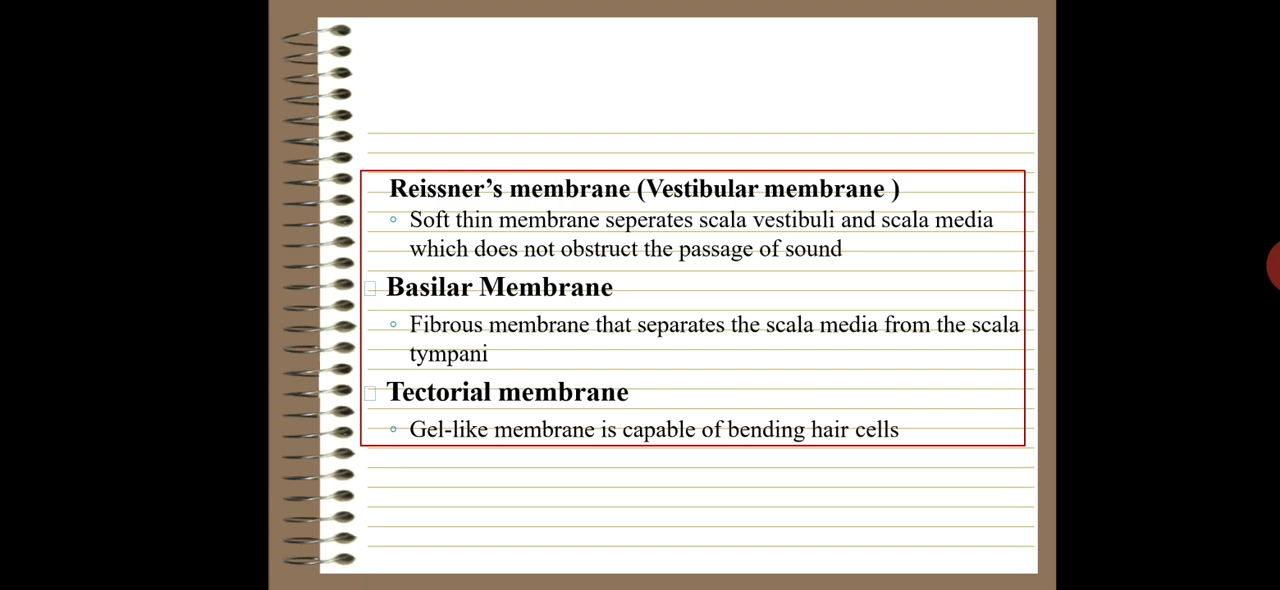 Reissner’s membrane (Vestibular membrane )
◦ Soft thin membrane seperates scala vestibuli and scala media
which does not obstruct the passage of sound
Basilar Membrane
◦ Fibrous membrane that separates the scala media from the scala
tympani
Tectorial membrane
◦ Gel-like membrane is capable of bending hair cells